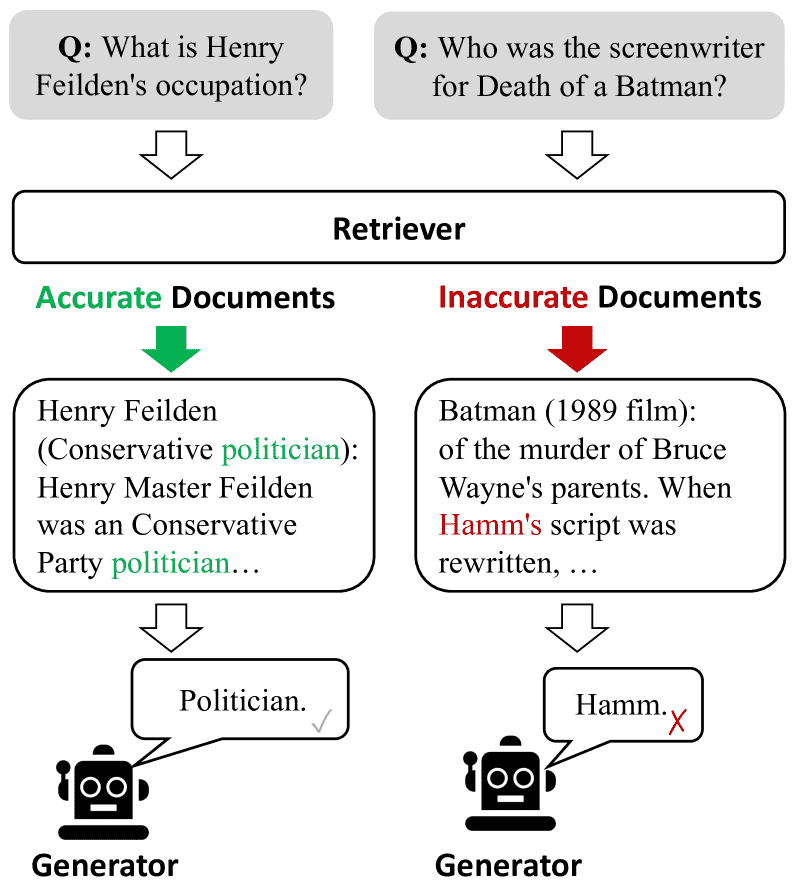 Q: What is Henry
Feilden's occupation?
Q: Who was the screenwriter
for Death of a Batman?
Retriever
Accurate Documents
Inaccurate Documents
Henry Feilden
(Conservative politician):
Henry Master Feilden
was an Conservative
Party politician…
Batman (1989 film):
of the murder of Bruce
Wayne's parents. When
Hamm's script was
rewritten, …
Politician.
Hamm.
Generator
Generator